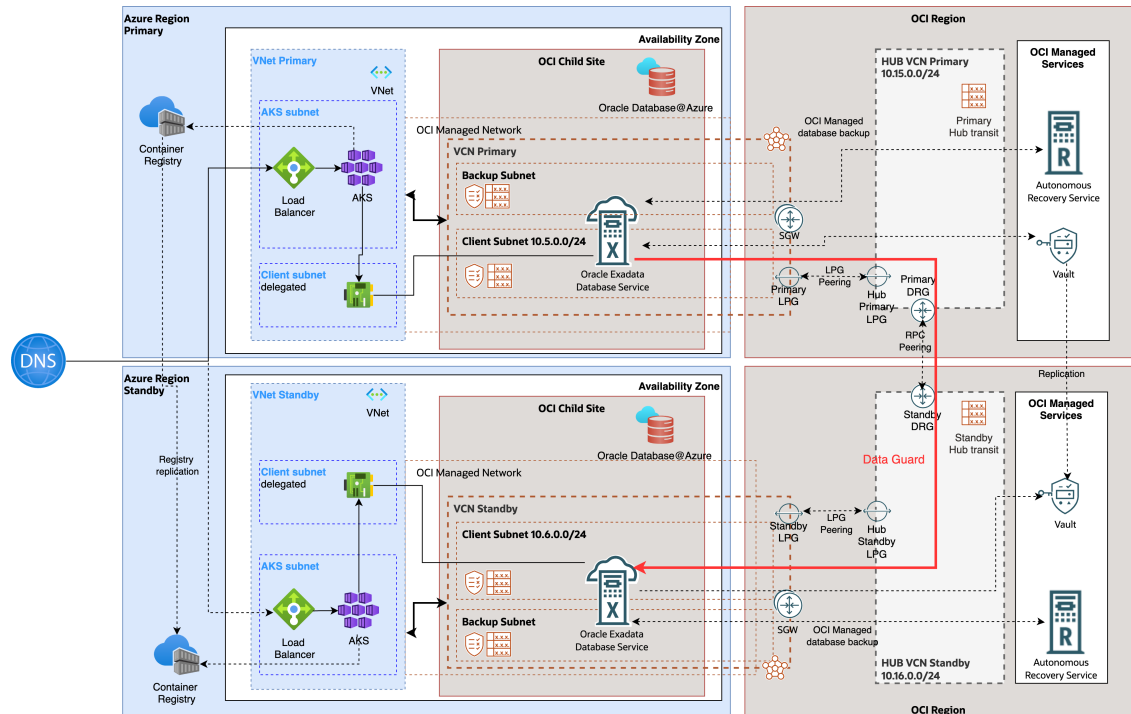 Azure Region
Primary
OCI Region
Availability Zone
VNet Primary
VNet
OCI Child Site
Oracle Database@Azure
HUB VCN Primary
10.15.0.0/24
Primary
Hub transit
OCI Managed
Services
AKS subnet
OCI Managed Network
OCI Managed
database backup
Container
Registry
VCN Primary
Backup Subnet
Load
Balancer
AKS
Autonomous
Recovery Service
SGW
Client Subnet 10.5.0.0/24
Client subnet
delegated
Oracle Exadata
Database Service
Primary
LPG
LPG
Peering
Hub
Primary
LPG
Primary
DRG
Vault
RPC
Peering
DNS
Replication
Azure Region
Standby
Availability Zone
VNet Standby
VNet
OCI Child Site
Oracle Database@Azure
Standby
DRG
Standby
Hub transit
OCI Managed
Services
Registry
replication
Client subnet
delegated
OCI Managed Network
Data Guard
VCN Standby
Client Subnet 10.6.0.0/24
Standby
LPG
LPG
Peering
Hub
Standby
LPG
Vault
AKS subnet
Load
Balancer
AKS
Backup Subnet
Oracle Exadata
Database Service
SGW
OCI Managed
database backup
Autonomous
Recovery Service
HUB VCN Standby
10.16.0.0/24
Container
Registry
OCI Region
X
X
R
R